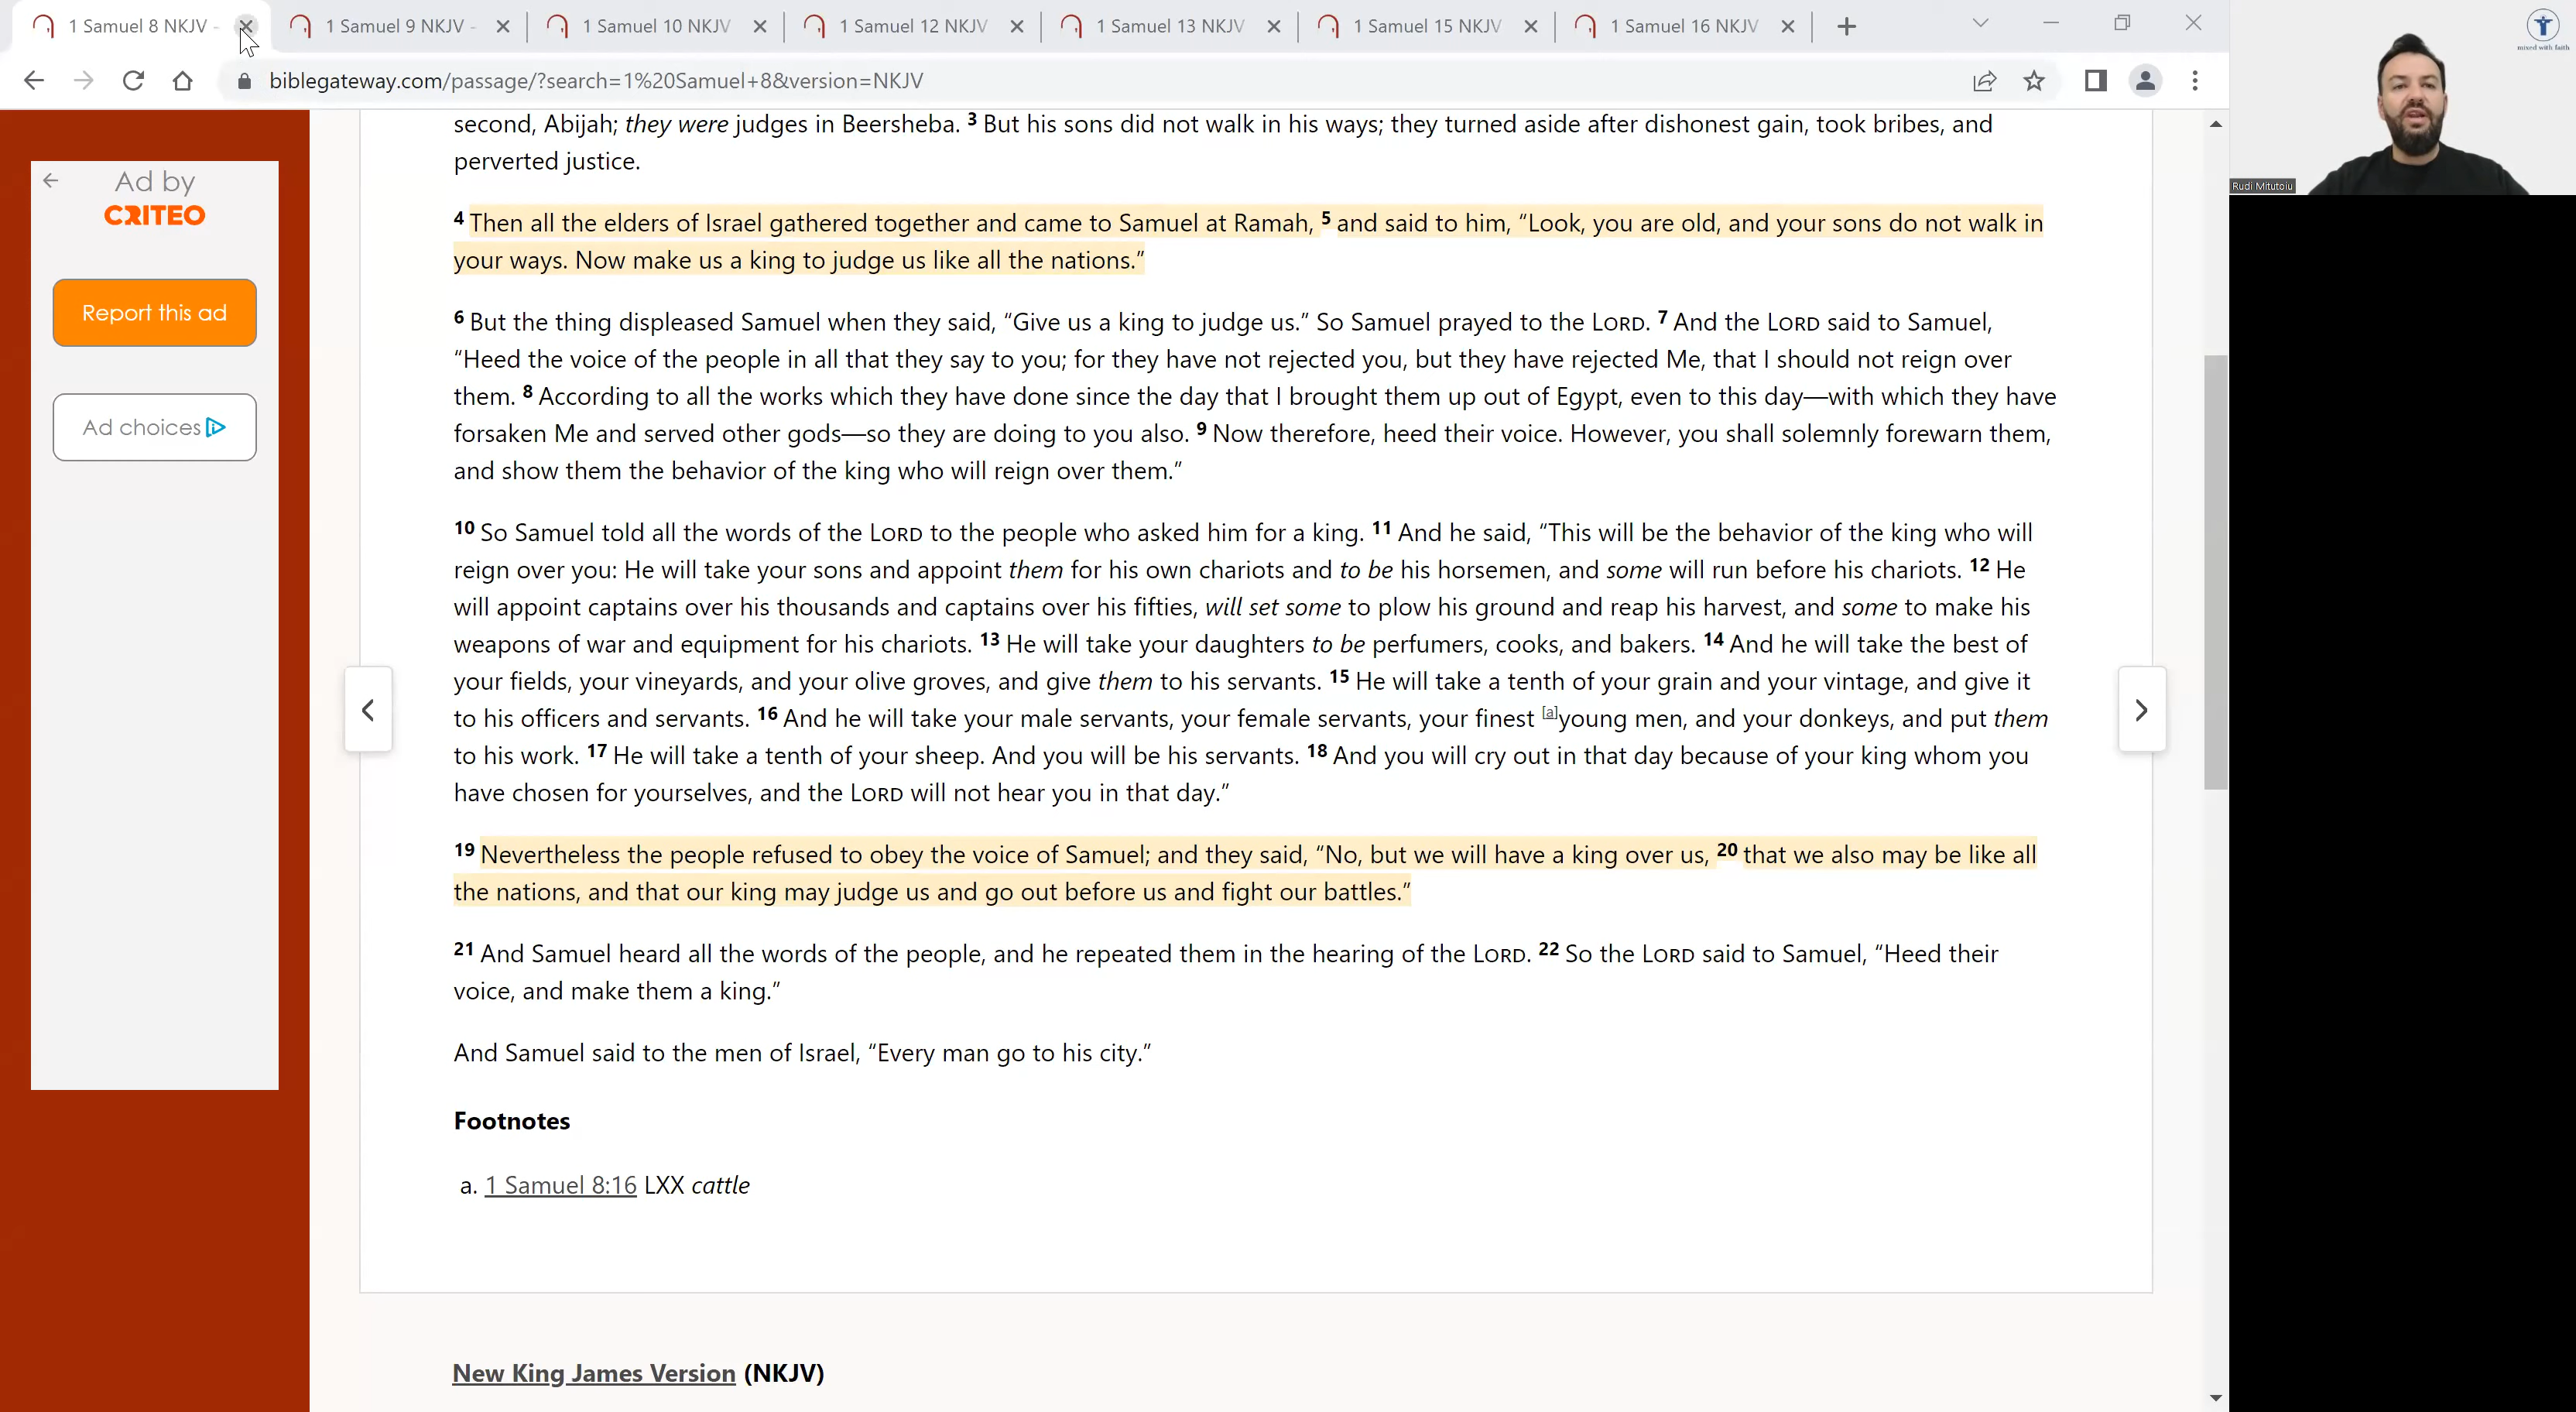 1 Samuel 8 NKJV -
1 Samuel 9 NKJV -
1 Samuel 10 NKJV
1 Samuel 12 NKJV
1 Samuel 13 NKJV
1 Samuel 15 NKJV
1 Samuel 16 NKJV
biblegateway.com/passage/?search=1%20Samuel+8&version=NKJV
mixed with faith
Rudi Mitutoiu
Ad by
CRITEO
Report this ad
Ad choices
second, Abijah; they were judges in Beersheba. 3 But his sons did not walk in his ways; they turned aside after dishonest gain, took bribes, and
perverted justice.
4 Then all the elders of Israel gathered together and came to Samuel at Ramah, 5 and said to him, “Look, you are old, and your sons do not walk in
your ways. Now make us a king to judge us like all the nations.”
6 But the thing displeased Samuel when they said, “Give us a king to judge us.” So Samuel prayed to the LORD. 7 And the LORD said to Samuel,
“Heed the voice of the people in all that they say to you; for they have not rejected you, but they have rejected Me, that I should not reign over
them. 8 According to all the works which they have done since the day that I brought them up out of Egypt, even to this day—with which they have
forsaken Me and served other gods—so they are doing to you also. 9 Now therefore, heed their voice. However, you shall solemnly forewarn them,
and show them the behavior of the king who will reign over them.”
10 So Samuel told all the words of the LORD to the people who asked him for a king. 11 And he said, “This will be the behavior of the king who will
reign over you: He will take your sons and appoint them for his own chariots and to be his horsemen, and some will run before his chariots. 12 He
will appoint captains over his thousands and captains over his fifties, will set some to plow his ground and reap his harvest, and some to make his
weapons of war and equipment for his chariots. 13 He will take your daughters to be perfumers, cooks, and bakers. 14 And he will take the best of
your fields, your vineyards, and your olive groves, and give them to his servants. 15 He will take a tenth of your grain and your vintage, and give it
to his officers and servants. 16 And he will take your male servants, your female servants, your finest [a]young men, and your donkeys, and put them
to his work. 17 He will take a tenth of your sheep. And you will be his servants. 18 And you will cry out in that day because of your king whom you
have chosen for yourselves, and the LORD will not hear you in that day.”
19 Nevertheless the people refused to obey the voice of Samuel; and they said, “No, but we will have a king over us, 20 that we also may be like all
the nations, and that our king may judge us and go out before us and fight our battles.”
21 And Samuel heard all the words of the people, and he repeated them in the hearing of the LORD. 22 So the LORD said to Samuel, “Heed their
voice, and make them a king.”
And Samuel said to the men of Israel, “Every man go to his city.”
Footnotes
a. 1 Samuel 8:16 LXX cattle
New King James Version (NKJV)